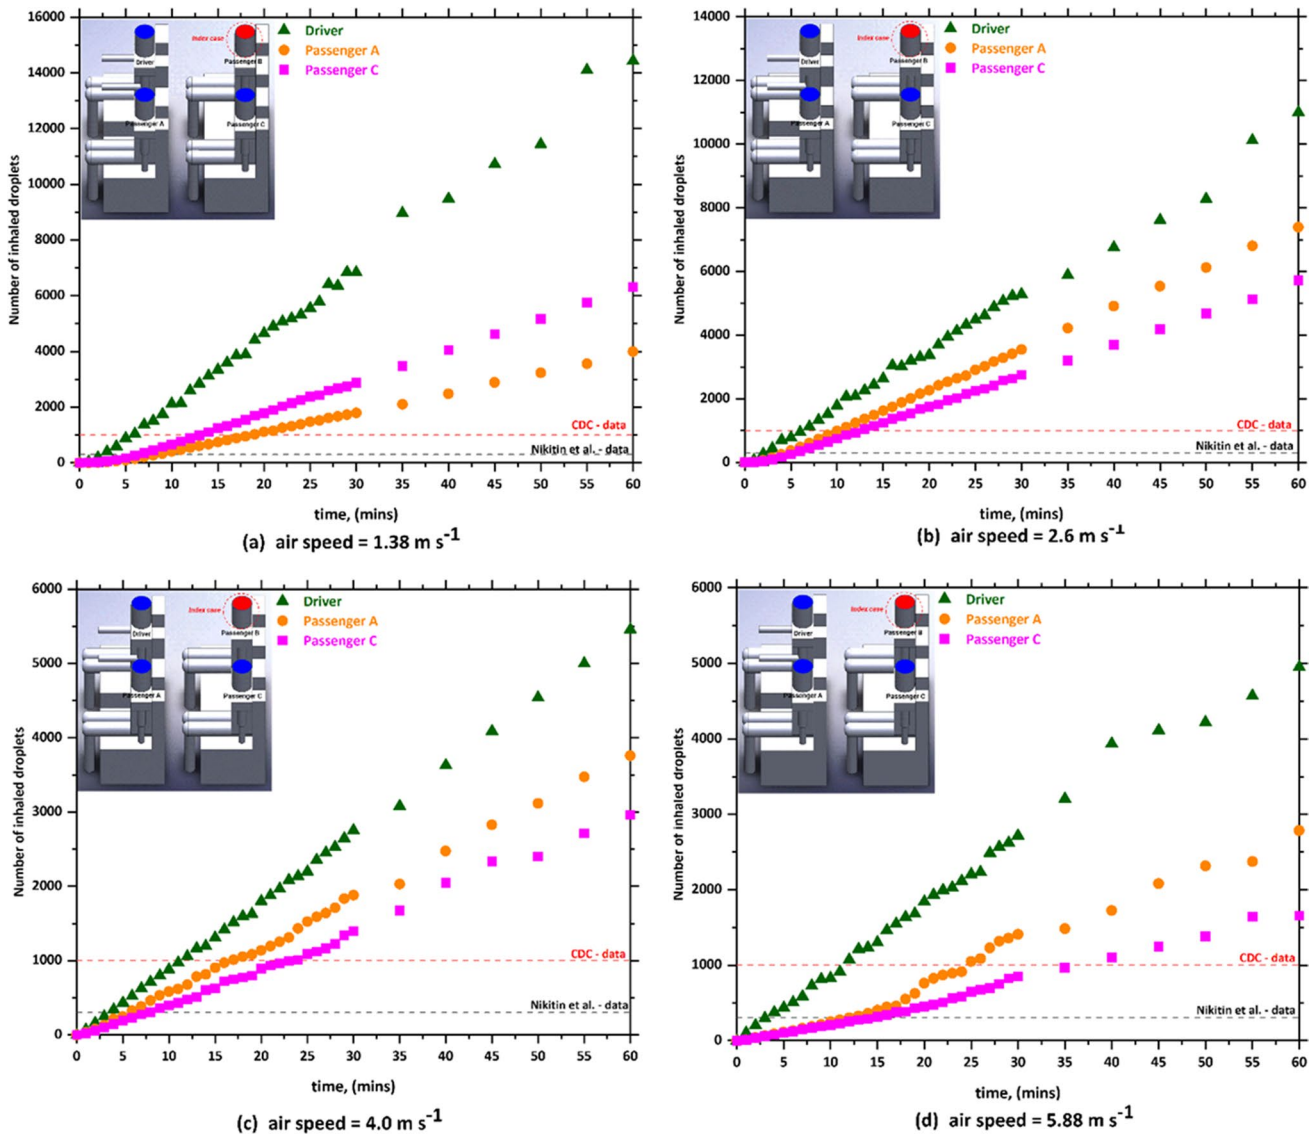 16000
14000
12000
10000
8000
6000
4000
2000
0
Number of inhaled droplets
Index case
Driver
Passenger B
Passenger A
Passenger C
Driver
Passenger A
Passenger C
CDC - data
Nikitin et al. - data
0 5 10 15 20 25 30 35 40 45 50 55 60
time, (mins)
(a) air speed = 1.38 m s-1
14000
12000
10000
8000
6000
4000
2000
0
Number of inhaled droplets
Index case
Driver
Passenger B
Passenger A
Passenger C
Driver
Passenger A
Passenger C
CDC - data
Nikitin et al. - data
0 5 10 15 20 25 30 35 40 45 50 55 60
time, (mins)
(b) air speed = 2.6 m s-1
6000
5000
4000
3000
2000
1000
0
Number of inhaled droplets
Index case
Driver
Passenger B
Passenger A
Passenger C
Driver
Passenger A
Passenger C
CDC - data
Nikitin et al. - data
0 5 10 15 20 25 30 35 40 45 50 55 60
time, (mins)
(c) air speed = 4.0 m s-1
6000
5000
4000
3000
2000
1000
0
Number of inhaled droplets
Index case
Driver
Passenger B
Passenger A
Passenger C
Driver
Passenger A
Passenger C
CDC - data
Nikitin et al. - data
0 5 10 15 20 25 30 35 40 45 50 55 60
time, (mins)
(d) air speed = 5.88 m s-1